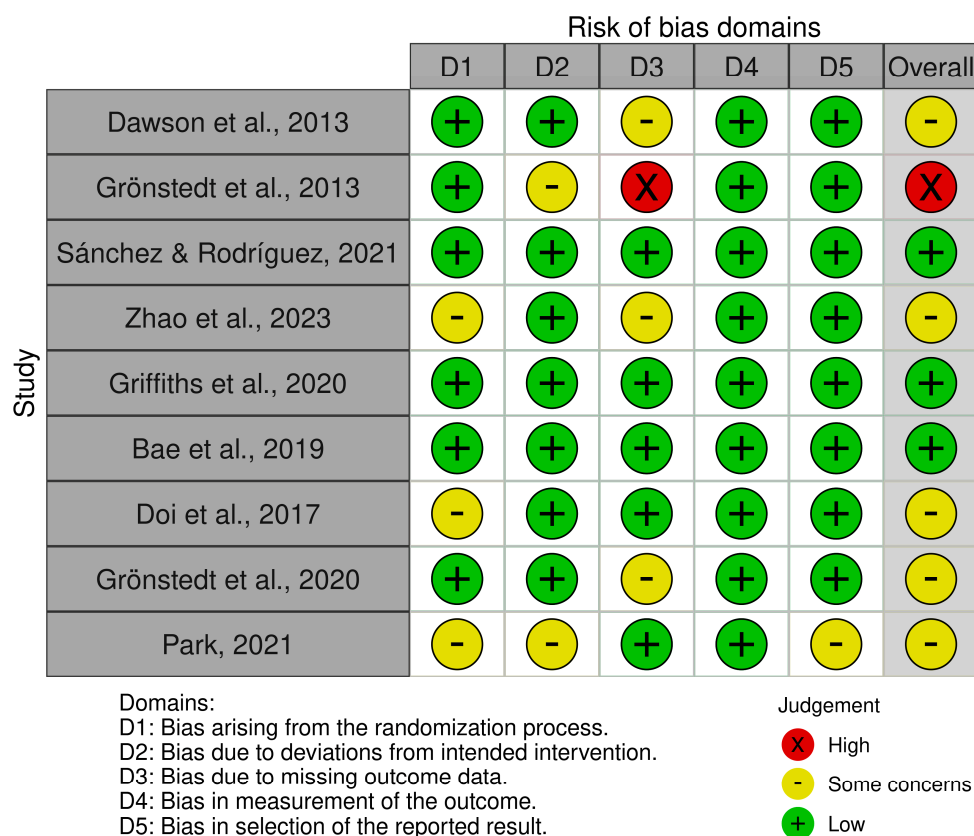 Risk of bias domains
D1 D2 D3 D4 D5 Overall
Study
Dawson et al., 2013 + + - + + -
Grönstedt et al., 2013 + - X + + X
Sánchez & Rodríguez, 2021 + + + + + +
Zhao et al., 2023 - + - + + -
Griffiths et al., 2020 + + + + + +
Bae et al., 2019 + + + + + +
Doi et al., 2017 - + + + + -
Grönstedt et al., 2020 + + - + + -
Park, 2021 - - + + - -
Domains:
D1: Bias arising from the randomization process.
D2: Bias due to deviations from intended intervention.
D3: Bias due to missing outcome data.
D4: Bias in measurement of the outcome.
D5: Bias in selection of the reported result.
Judgement
X High
- Some concerns
+ Low